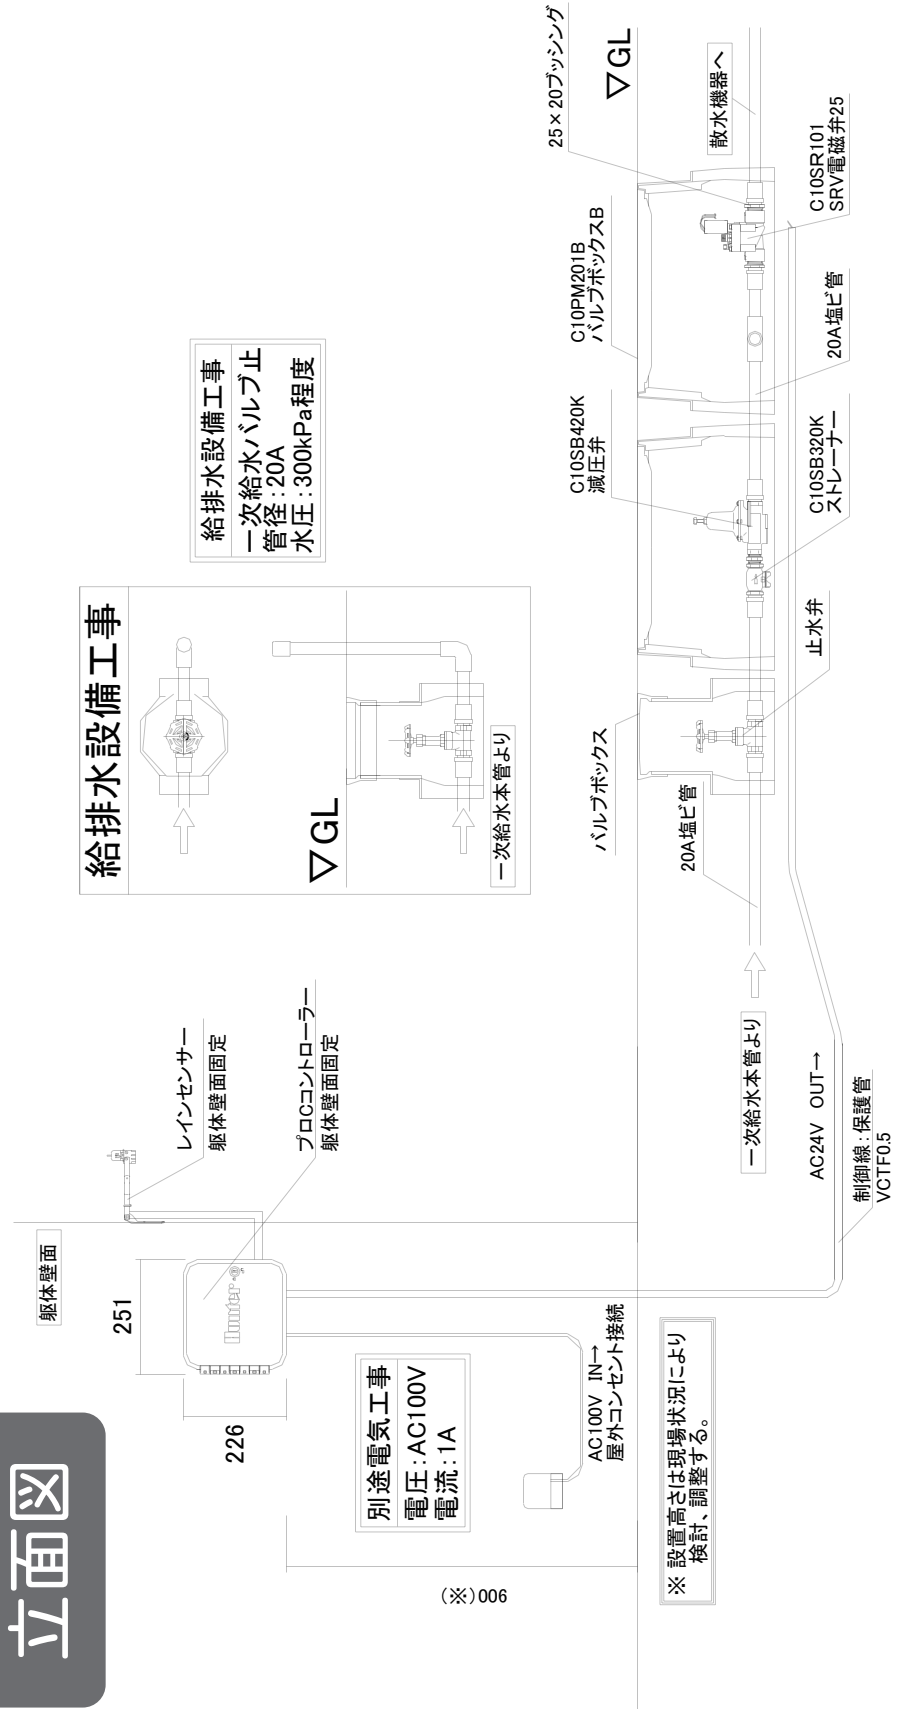 立面図
躯体壁面
251
226
Hunter
レインセンサー
躯体壁面固定
プロCコントローラー
躯体壁面固定
別途電気工事
電圧：AC100V
電流：1A
(※)006
AC100V IN→
屋外コンセント接続
※ 設置高さは現場状況により
検討、調整する。
給排水設備工事
▽GL
一次給水本管より
給排水設備工事
一次給水バルブ止
管径：20A
水圧：300kPa程度
バルブボックス
C10SB420K
減圧弁
C10PM201B
バルブボックスB
25×20ブッシング
▽GL
一次給水本管より
20A塩ビ管
止水弁
C10SB320K
ストレーナー
20A塩ビ管
C10SR101
SRV電磁弁25
散水機器へ
AC24V OUT→
制御線：保護管
VCTF0.5